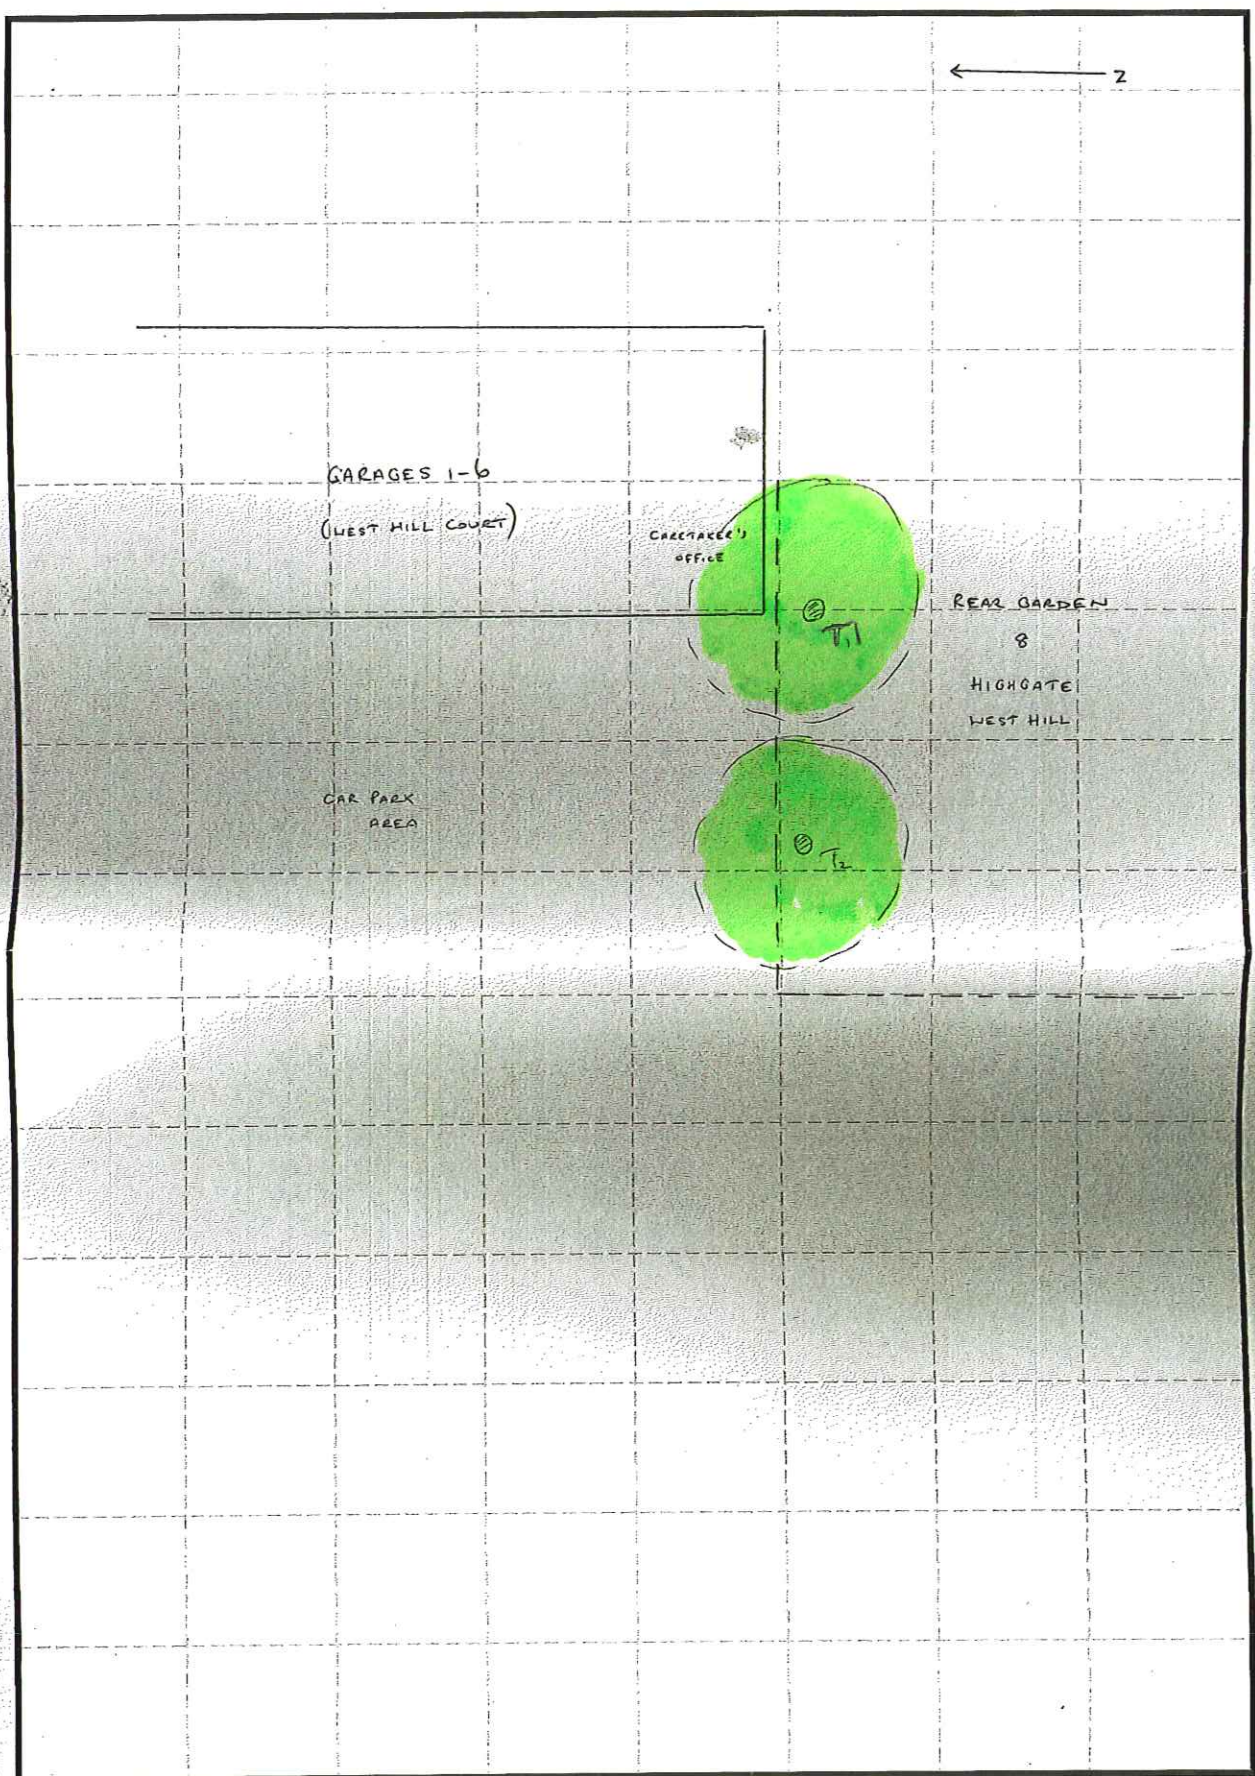 N
GARAGES 1-6
(WEST HILL COURT)
CARETAKER'S
OFFICE
T1
REAR GARDEN
8
HIGHGATE
WEST HILL
CAR PARK
AREA
T2